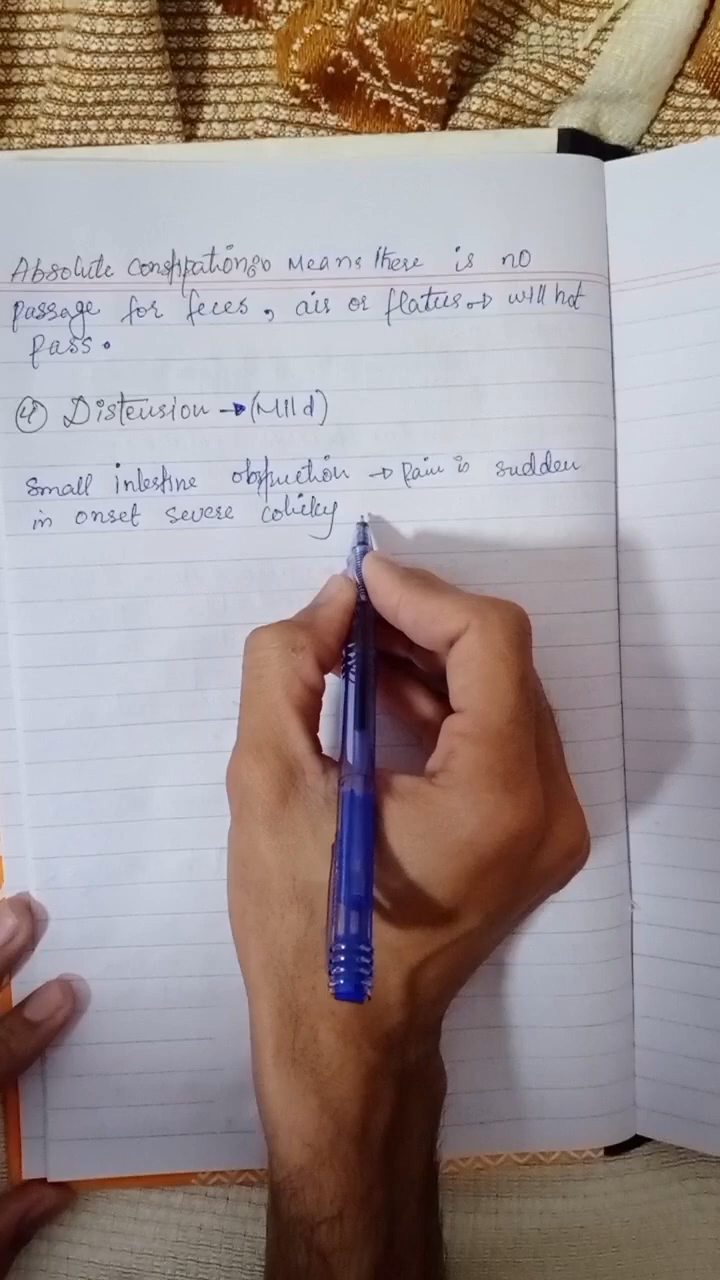 Absolute Constipation:o Means there is no
passage for feces, air or flatus → will not
pass.
④ Distension → (Mild)
Small intestine obstruction → Pain is sudden
in onset severe colicky